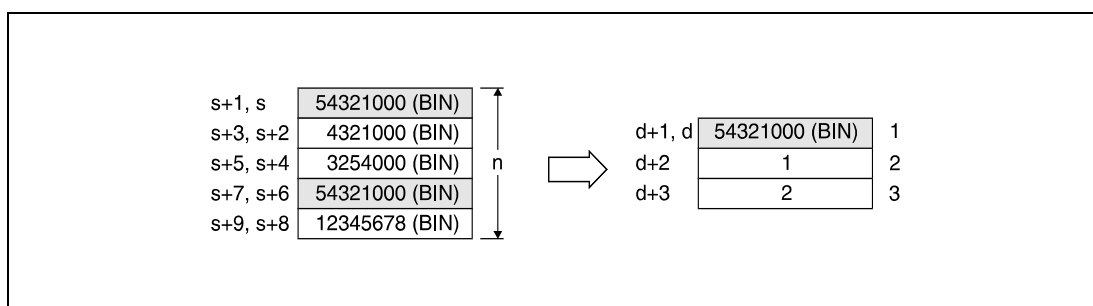 s+1, s 54321000 (BIN)
s+3, s+2 4321000 (BIN)
s+5, s+4 3254000 (BIN)
s+7, s+6 54321000 (BIN)
s+9, s+8 12345678 (BIN)
n
d+1, d 54321000 (BIN) 1
d+2 1 2
d+3 2 3